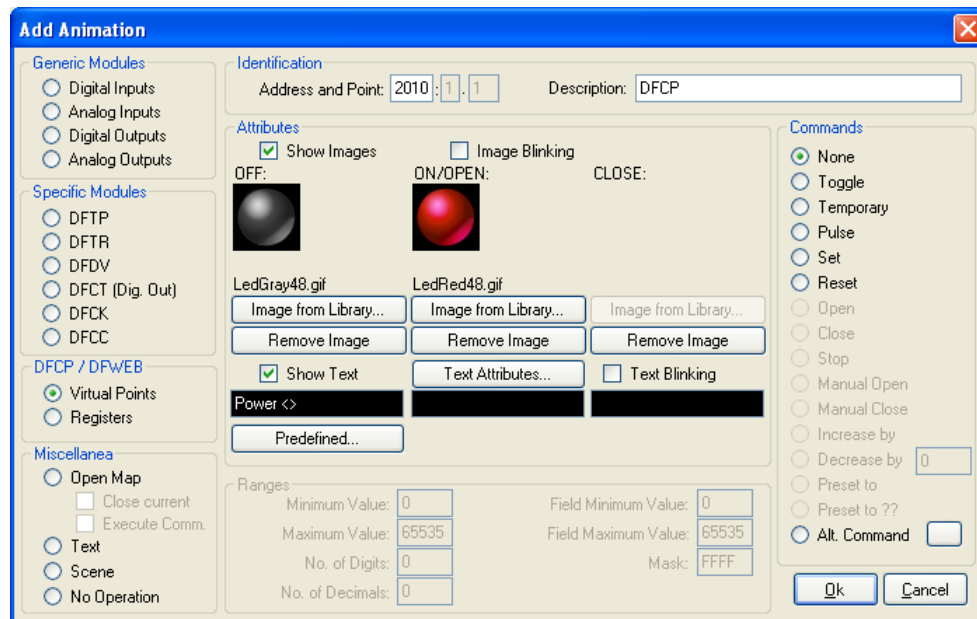 Add Animation
Generic Modules
Digital Inputs
Analog Inputs
Digital Outputs
Analog Outputs
Specific Modules
DFTP
DFTR
DFDV
DFCT (Dig. Out)
DFCK
DFCC
DFCP / DFWEB
Virtual Points
Registers
Miscellanea
Open Map
Close current
Execute Comm.
Text
Scene
No Operation
Identification
Address and Point: 2010 : 1 . 1 Description: DFCP
Attributes
Show Images Image Blinking
OFF: ON/OPEN: CLOSE:
LedGray48.gif LedRed48.gif
Image from Library... Image from Library... Image from Library...
Remove Image Remove Image Remove Image
Show Text Text Attributes... Text Blinking
Power <>
Predefined...
Ranges
Minimum Value: 0 Field Minimum Value: 0
Maximum Value: 65535 Field Maximum Value: 65535
No. of Digits: 0 Mask: FFFF
No. of Decimals: 0
Commands
None
Toggle
Temporary
Pulse
Set
Reset
Open
Close
Stop
Manual Open
Manual Close
Increase by
Decrease by 0
Preset to
Preset to ??
Alt. Command
Ok Cancel